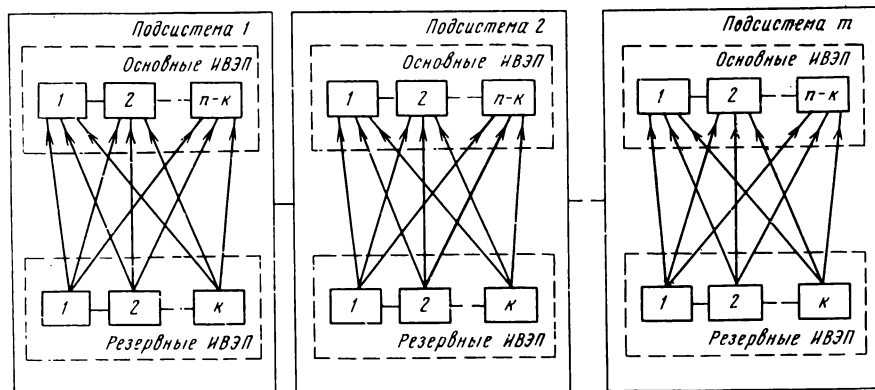 Подсистема 1
Основные ИВЭП
1 2 п-к
1 2 к
Резервные ИВЭП
Подсистема 2
Основные ИВЭП
1 2 п-к
1 2 к
Резервные ИВЭП
Подсистема m
Основные ИВЭП
1 2 п-к
1 2 к
Резервные ИВЭП